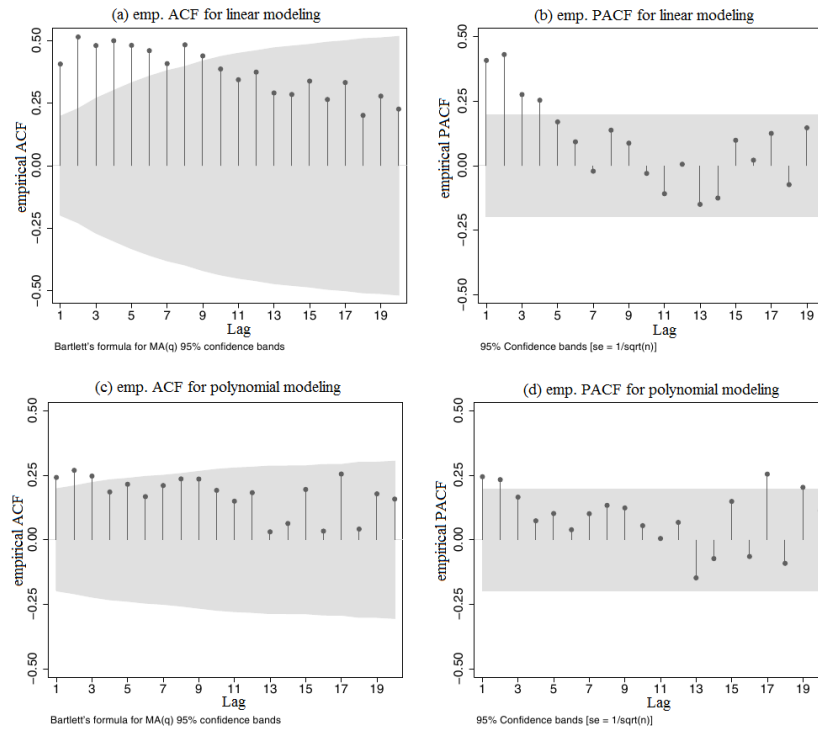 (a) emp. ACF for linear modeling
empirical ACF
0.50
0.25
0.00
−0.25
−0.50
1 3 5 7 9 11 13 15 17 19
Lag
Bartlett's formula for MA(q) 95% confidence bands
(b) emp. PACF for linear modeling
empirical PACF
0.50
0.25
0.00
−0.25
−0.50
1 3 5 7 9 11 13 15 17 19
Lag
95% Confidence bands [se = 1/sqrt(n)]
(c) emp. ACF for polynomial modeling
empirical ACF
0.50
0.25
0.00
−0.25
−0.50
1 3 5 7 9 11 13 15 17 19
Lag
Bartlett's formula for MA(q) 95% confidence bands
(d) emp. PACF for polynomial modeling
empirical PACF
0.50
0.25
0.00
−0.25
−0.50
1 3 5 7 9 11 13 15 17 19
Lag
95% Confidence bands [se = 1/sqrt(n)]